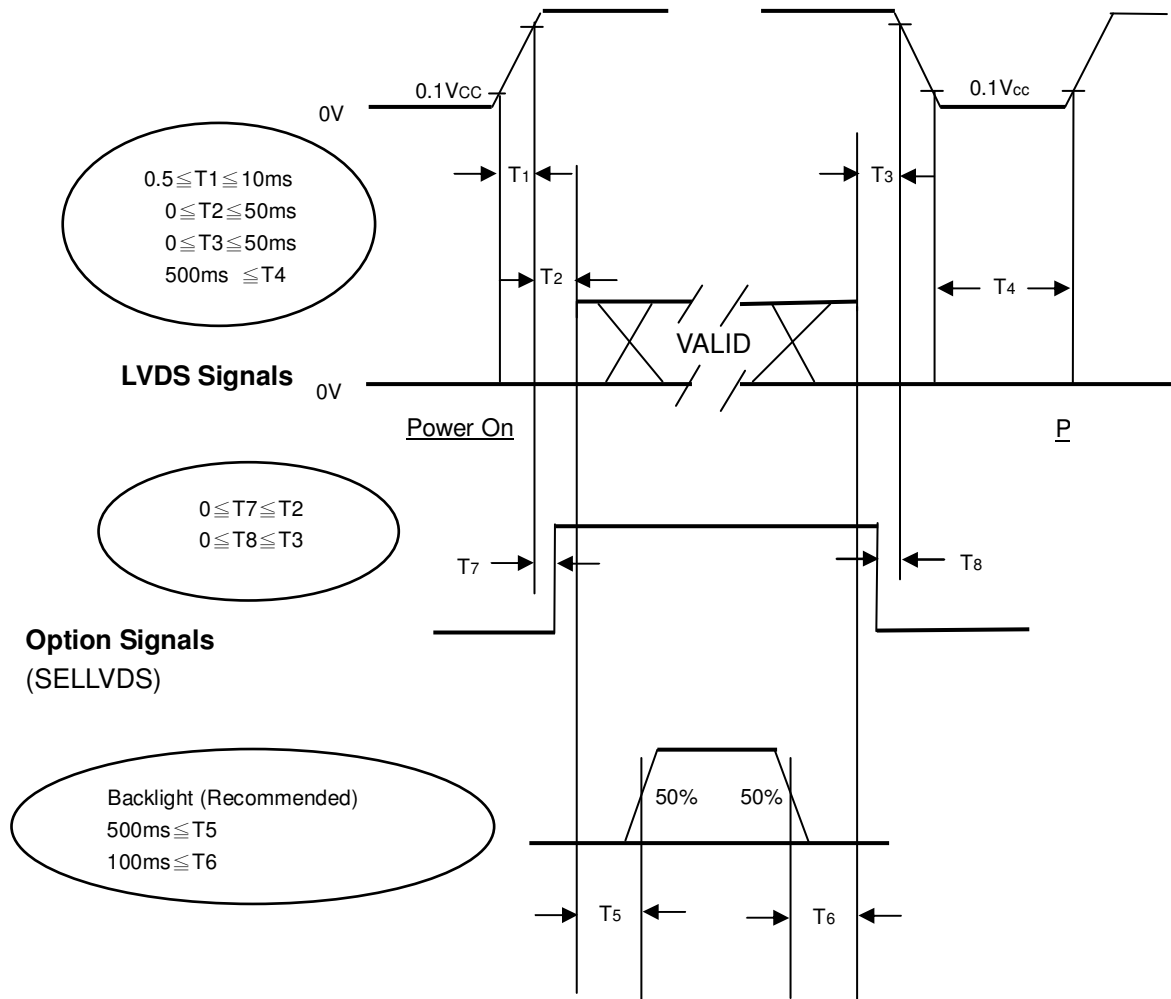 0.1VCC
0.1Vcc
0V
0.5≦T1≦10ms
0≦T2≦50ms
0≦T3≦50ms
500ms ≦T4
T1
T3
T2
T4
VALID
LVDS Signals
0V
Power On
P
0≦T7≦T2
0≦T8≦T3
T7
T8
Option Signals
(SELLVDS)
Backlight (Recommended)
500ms≦T5
100ms≦T6
50%
50%
T5
T6